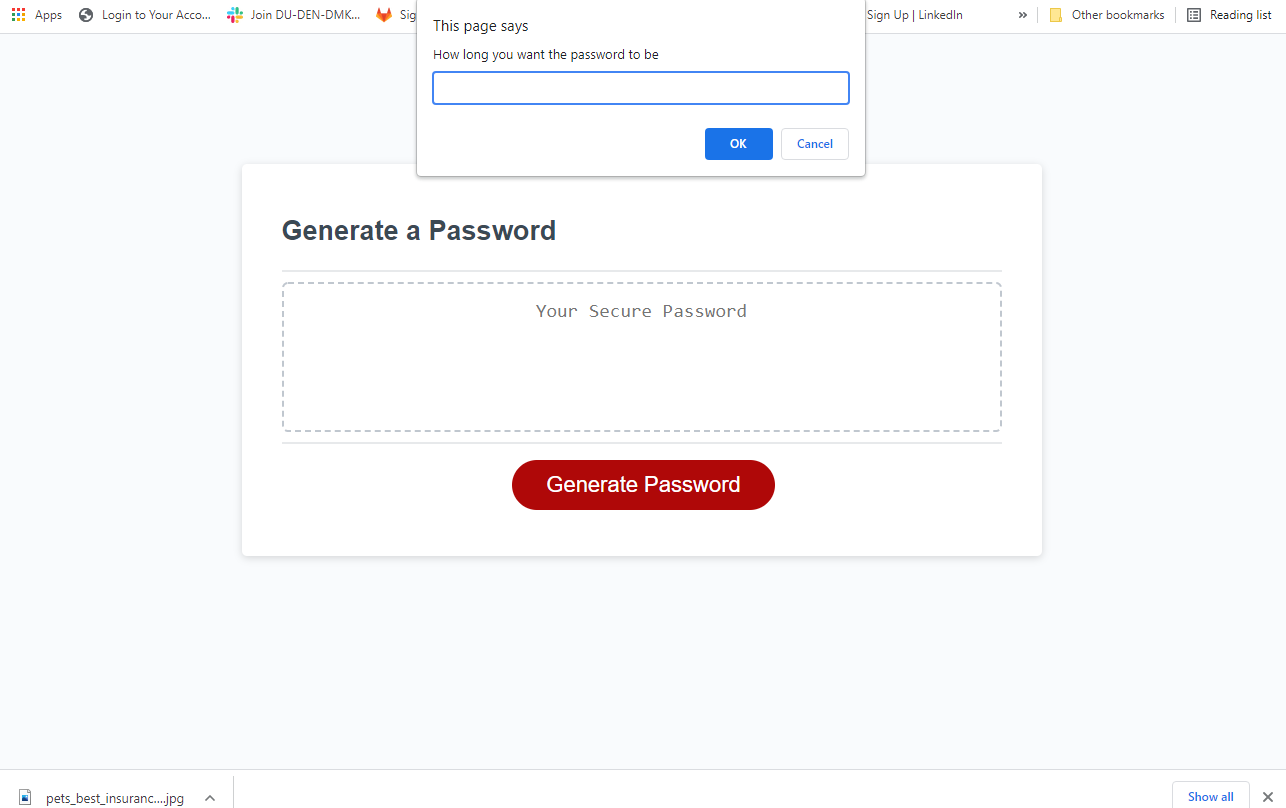 Apps
Login to Your Acco...
Join DU-DEN-DMK...
Sig
Sign Up | LinkedIn
»
Other bookmarks
Reading list
This page says
How long you want the password to be
OK
Cancel
Generate a Password
Your Secure Password
Generate Password
pets_best_insuranc....jpg
Show all